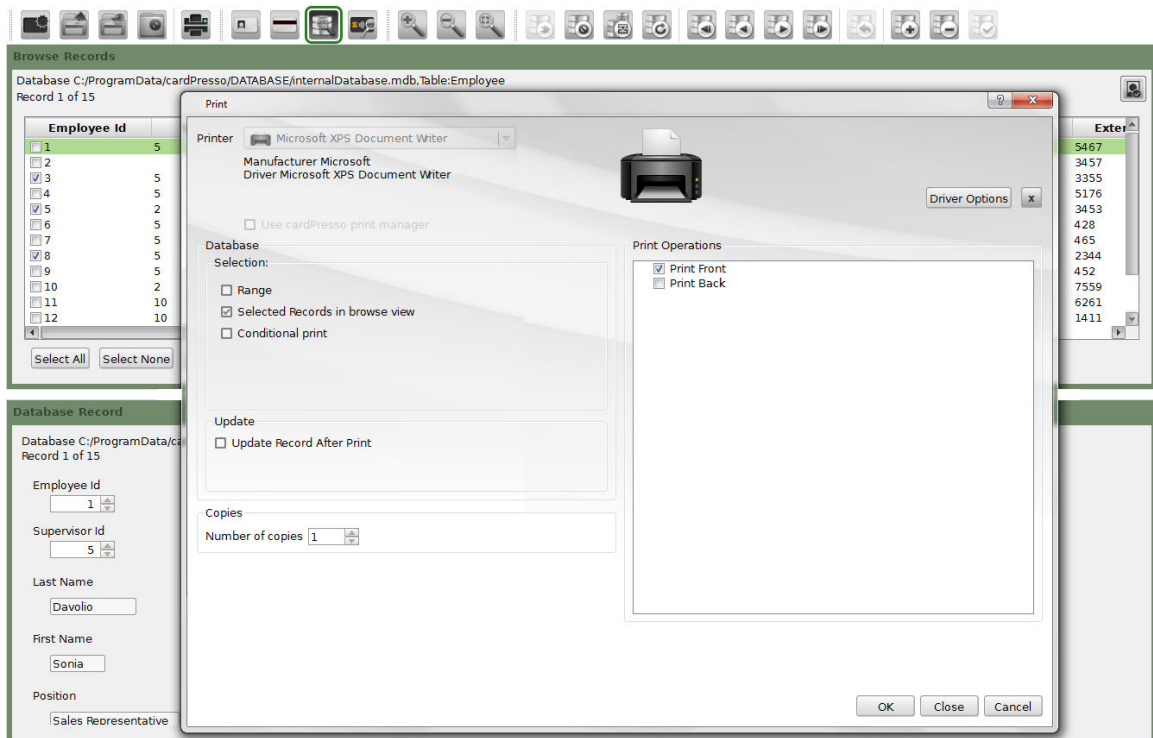 Browse Records
Database C:/ProgramData/cardPresso/DATABASE/internalDatabase.mdb,Table:Employee
Record 1 of 15
Employee Id
Exter
1 5 5467
2 3457
3 5 3355
4 5 5176
5 2 3453
6 5 428
7 5 465
8 5 2344
9 5 452
10 2 7559
11 10 6261
12 10 1411
Select All Select None
Print
Printer Microsoft XPS Document Writer
Manufacturer Microsoft
Driver Microsoft XPS Document Writer
Driver Options x
Use cardPresso print manager
Database
Selection:
Range
Selected Records in browse view
Conditional print
Update
Update Record After Print
Copies
Number of copies 1
Print Operations
Print Front
Print Back
OK Close Cancel
Database Record
Database C:/ProgramData/ca
Record 1 of 15
Employee Id
1
Supervisor Id
5
Last Name
Davolio
First Name
Sonia
Position
Sales Representative